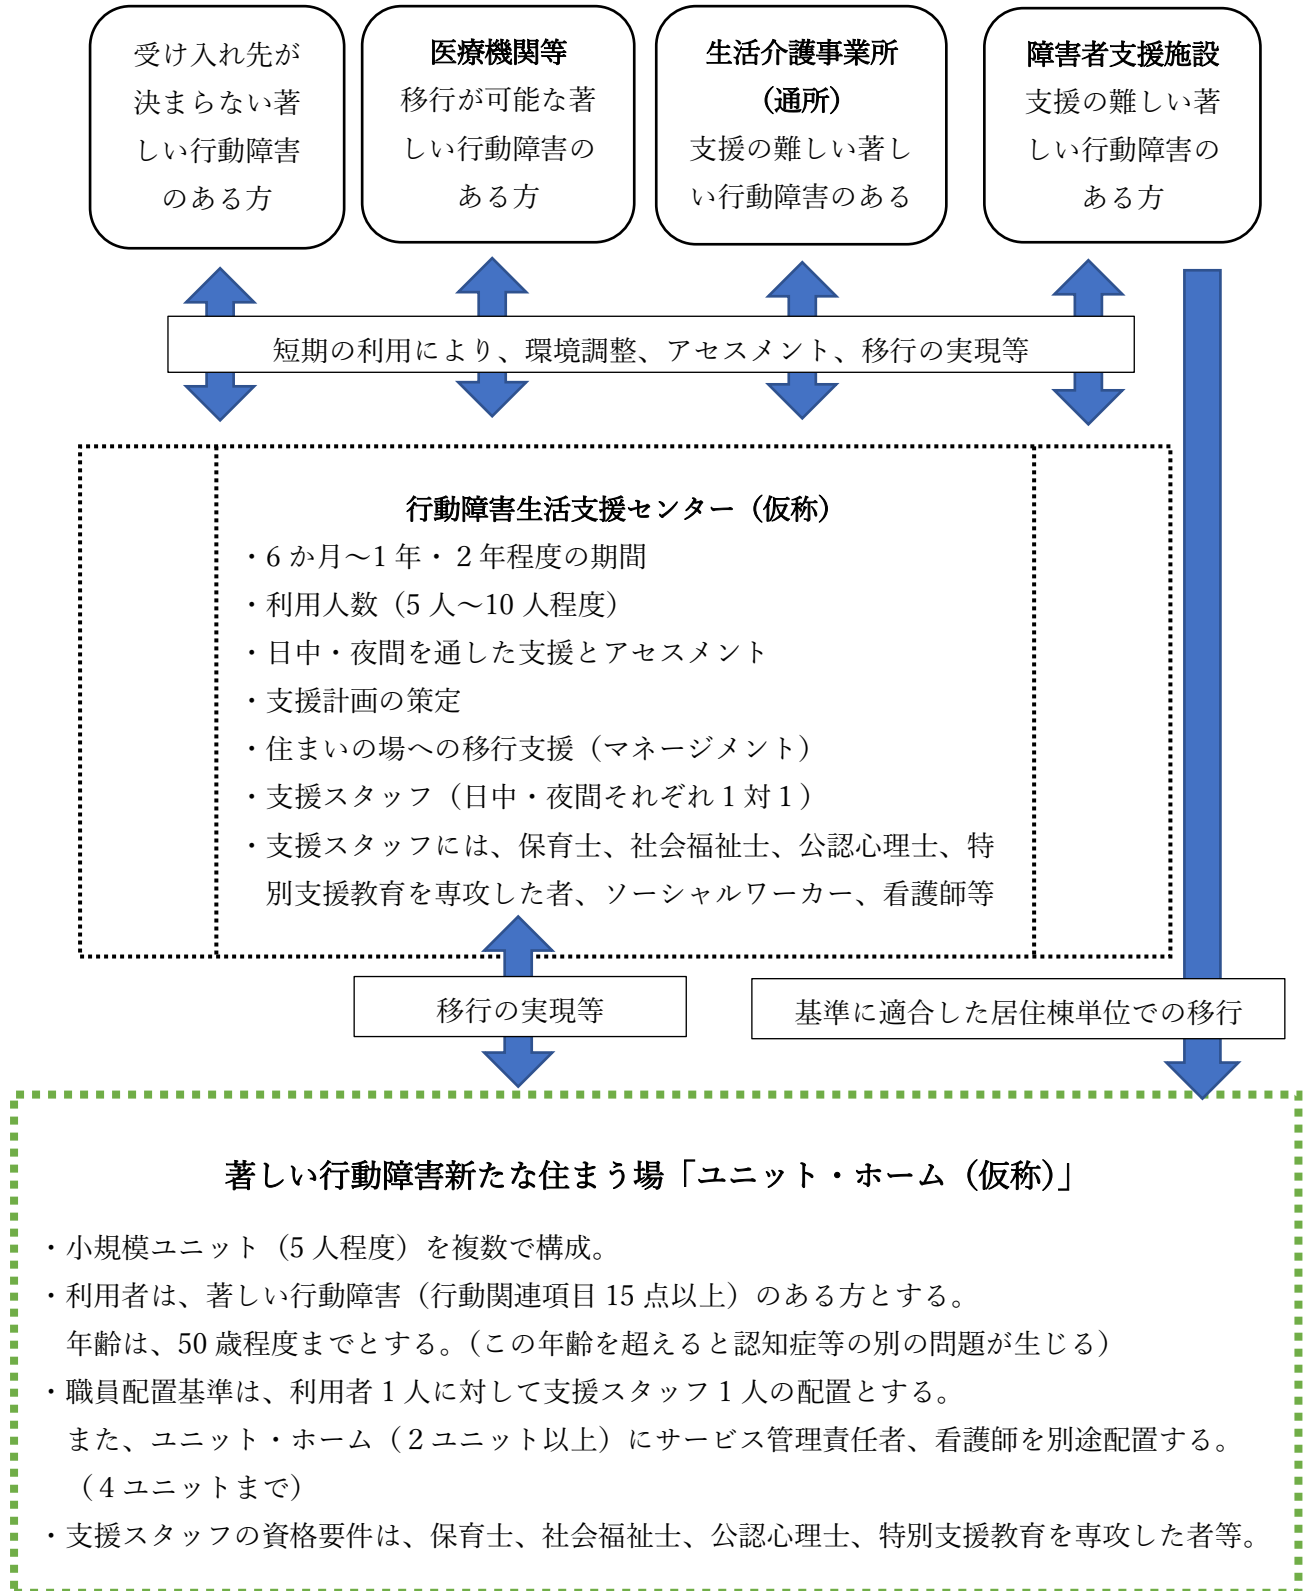 受け入れ先が
決まらない著
しい行動障害
のある方
医療機関等
移行が可能な著
しい行動障害の
ある方
生活介護事業所
（通所）
支援の難しい著し
い行動障害のある
障害者支援施設
支援の難しい著
しい行動障害の
ある方
短期の利用により、環境調整、アセスメント、移行の実現等
行動障害生活支援センター（仮称）
・6 か月～1 年・２年程度の期間
・利用人数（5 人～10 人程度）
・日中・夜間を通した支援とアセスメント
・支援計画の策定
・住まいの場への移行支援（マネージメント）
・支援スタッフ（日中・夜間それぞれ 1 対 1 ）
・支援スタッフには、保育士、社会福祉士、公認心理士、特
別支援教育を専攻した者、ソーシャルワーカー、看護師等
移行の実現等
基準に適合した居住棟単位での移行
著しい行動障害新たな住まう場「ユニット・ホーム（仮称）」
・小規模ユニット（5 人程度）を複数で構成。
・利用者は、著しい行動障害（行動関連項目 15 点以上）のある方とする。
年齢は、50 歳程度までとする。（この年齢を超えると認知症等の別の問題が生じる）
・職員配置基準は、利用者 1 人に対して支援スタッフ 1 人の配置とする。
また、ユニット・ホーム（２ユニット以上）にサービス管理責任者、看護師を別途配置する。
（４ユニットまで）
・支援スタッフの資格要件は、保育士、社会福祉士、公認心理士、特別支援教育を専攻した者等。